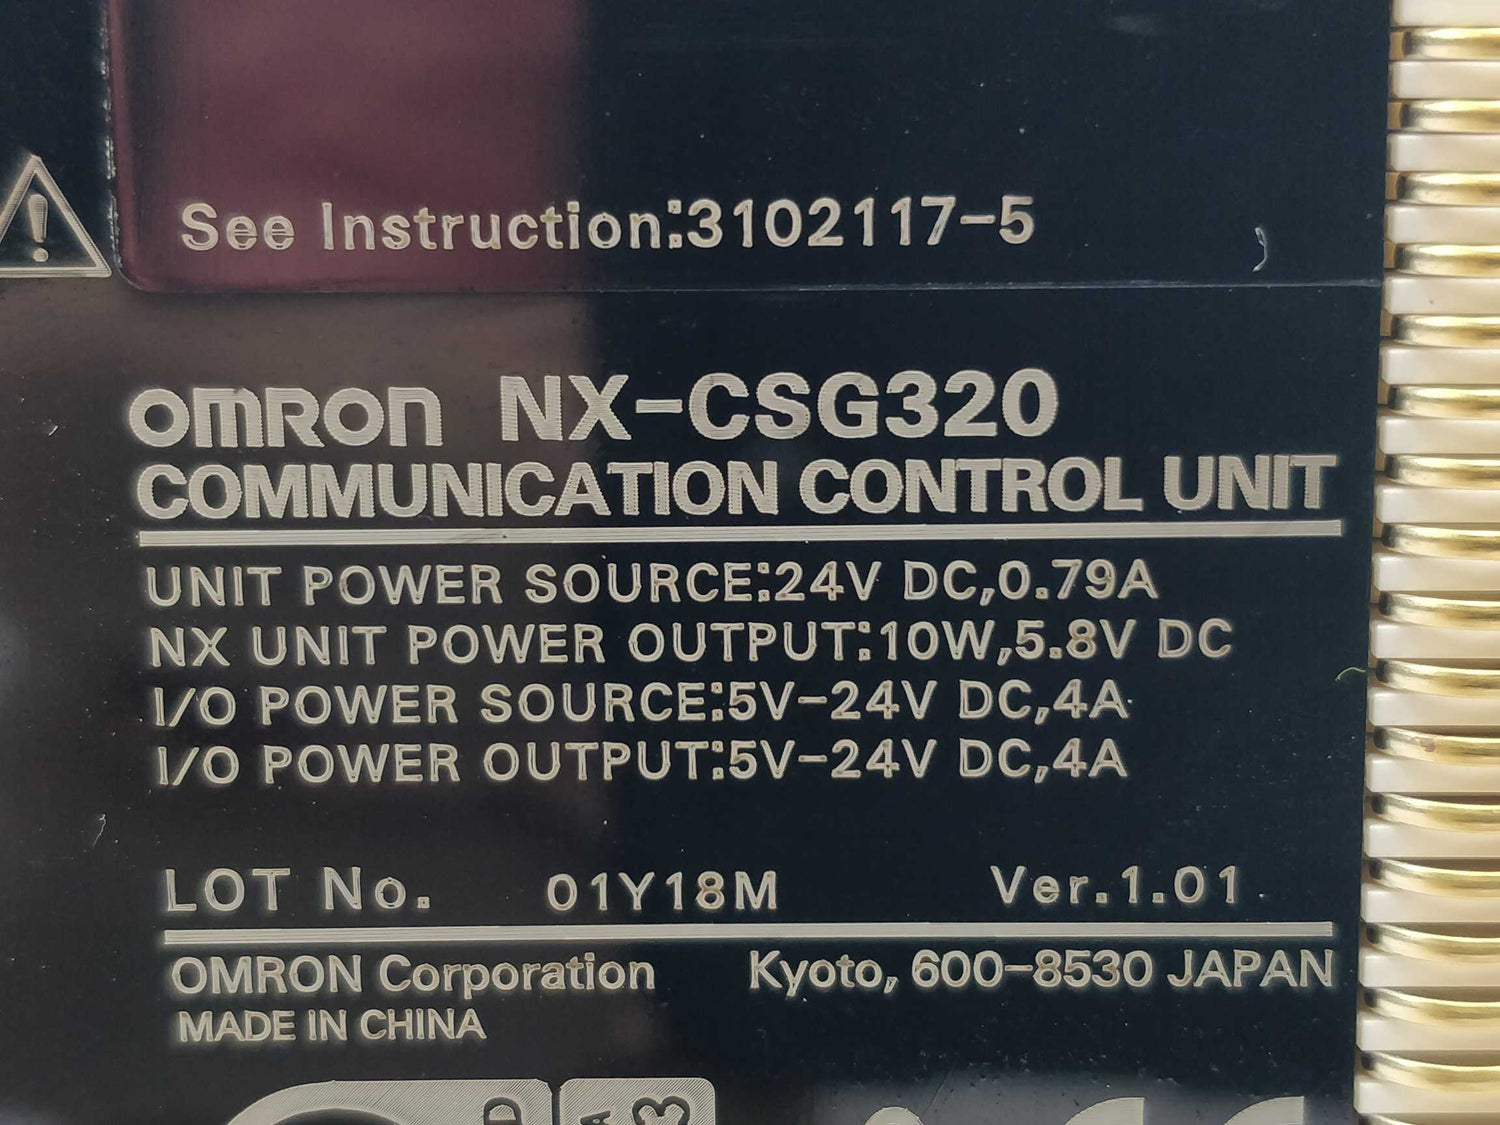 See Instruction:3102117-5
OMRON NX-CSG320
COMMUNICATION CONTROL UNIT
UNIT POWER SOURCE:24V DC,0.79A
NX UNIT POWER OUTPUT:10W,5.8V DC
I/O POWER SOURCE:5V-24V DC,4A
I/O POWER OUTPUT:5V-24V DC,4A
LOT No. 01Y18M Ver.1.01
OMRON Corporation Kyoto, 600-8530 JAPAN
MADE IN CHINA